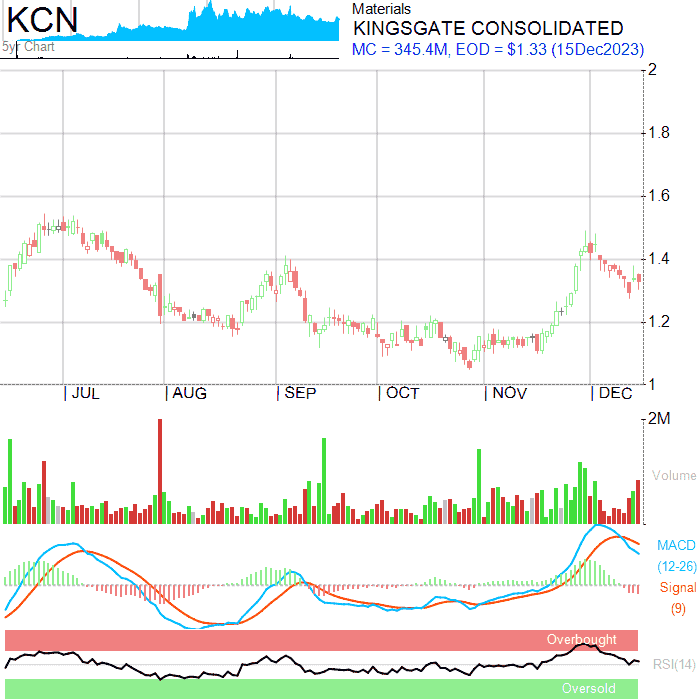 KCN
5yr Chart
Materials
KINGSGATE CONSOLIDATED
MC = 345.4M, EOD = $1.33 (15Dec2023)
2
1.8
1.6
1.4
1.2
1
JUL AUG SEP OCT NOV DEC
2M
Volume
MACD
(12-26)
Signal
(9)
Overbought
RSI(14)
Oversold